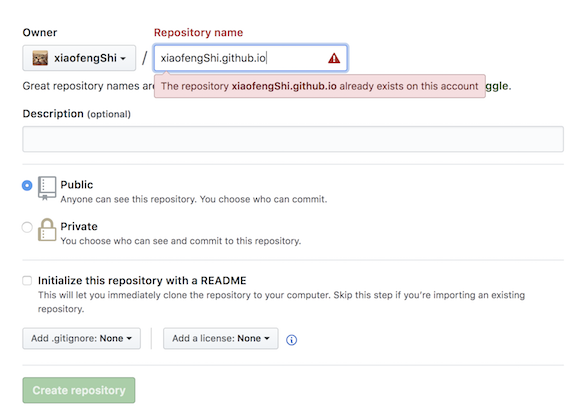 Owner
Repository name
xiaofengShi
/
xiaofengShi.github.io
Great repository names are
ggle.
The repository xiaofengShi.github.io already exists on this account
Description (optional)
Public
Anyone can see this repository. You choose who can commit.
Private
You choose who can see and commit to this repository.
Initialize this repository with a README
This will let you immediately clone the repository to your computer. Skip this step if you're importing an existing
repository.
Add .gitignore: None
Add a license: None
Create repository